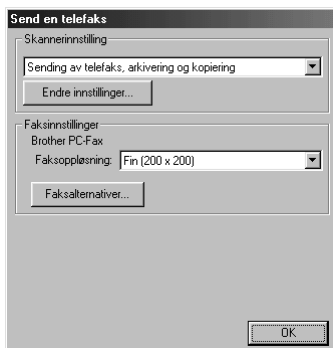 Send en telefaks
Skannerinnstilling
Sending av telefaks, arkivering og kopiering
Endre innstillinger...
Faksinnstillinger
Brother PC-Fax
Faksoppløsning: Fin (200 x 200)
Faksalternativer...
OK